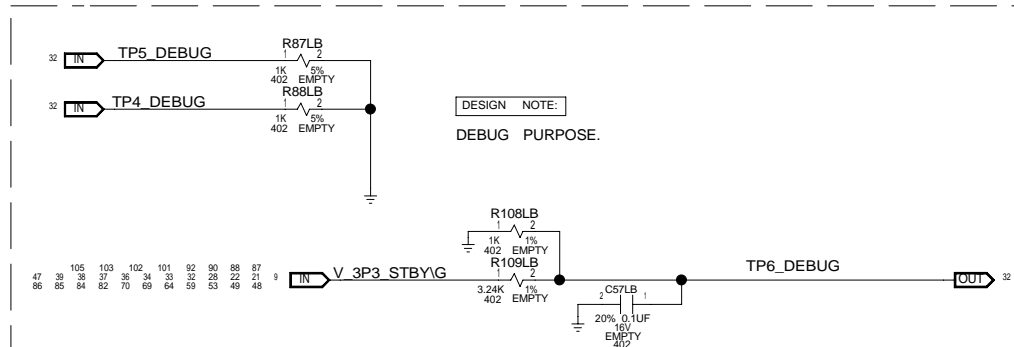 R87LB
32 IN TP5_DEBUG 1 2
1K 5%
402 EMPTY
R88LB
32 IN TP4_DEBUG 1 2
1K 5%
402 EMPTY
DESIGN NOTE:
DEBUG PURPOSE.
R108LB
1 2
1K 1%
402 EMPTY
R109LB
105 103 102 101 92 90 88 87
47 39 38 37 36 34 33 32 28 22 21 9 IN V_3P3_STBY\G 1 2
86 85 84 82 70 69 64 59 53 49 48
3.24K 1%
402 EMPTY
TP6_DEBUG
OUT 32
C57LB
2 1
20% 0.1UF
16V
EMPTY
402